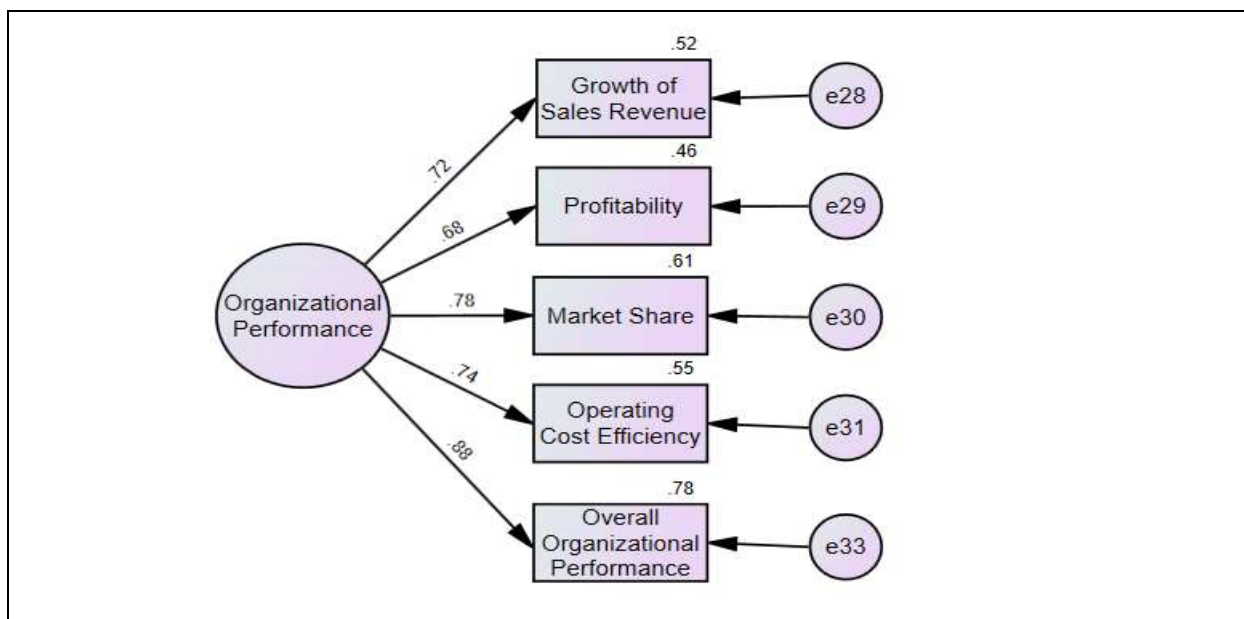 .52
Growth of
Sales Revenue
e28
.72
.46
Profitability
e29
.68
.61
Organizational
Performance
.78
Market Share
e30
.55
.74
Operating
Cost Efficiency
e31
.88
.78
Overall
Organizational
Performance
e33